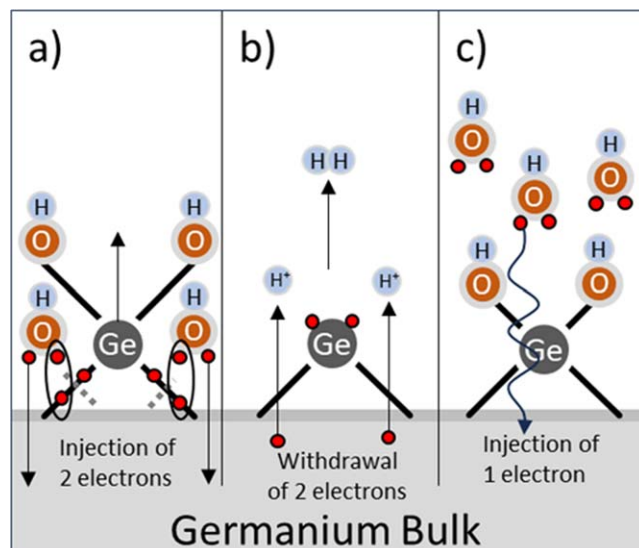 a)
H
O
H
O
H
O
H
O
Ge
Injection of
2 electrons
b)
H H
H+
H+
Ge
Withdrawal
of 2 electrons
c)
H
O
H
O
H
O
H
O
H
O
Ge
Injection of
1 electron
Germanium Bulk